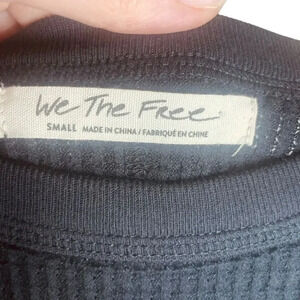 We The Free
SMALL MADE IN CHINA / FABRIQUÉ EN CHINE